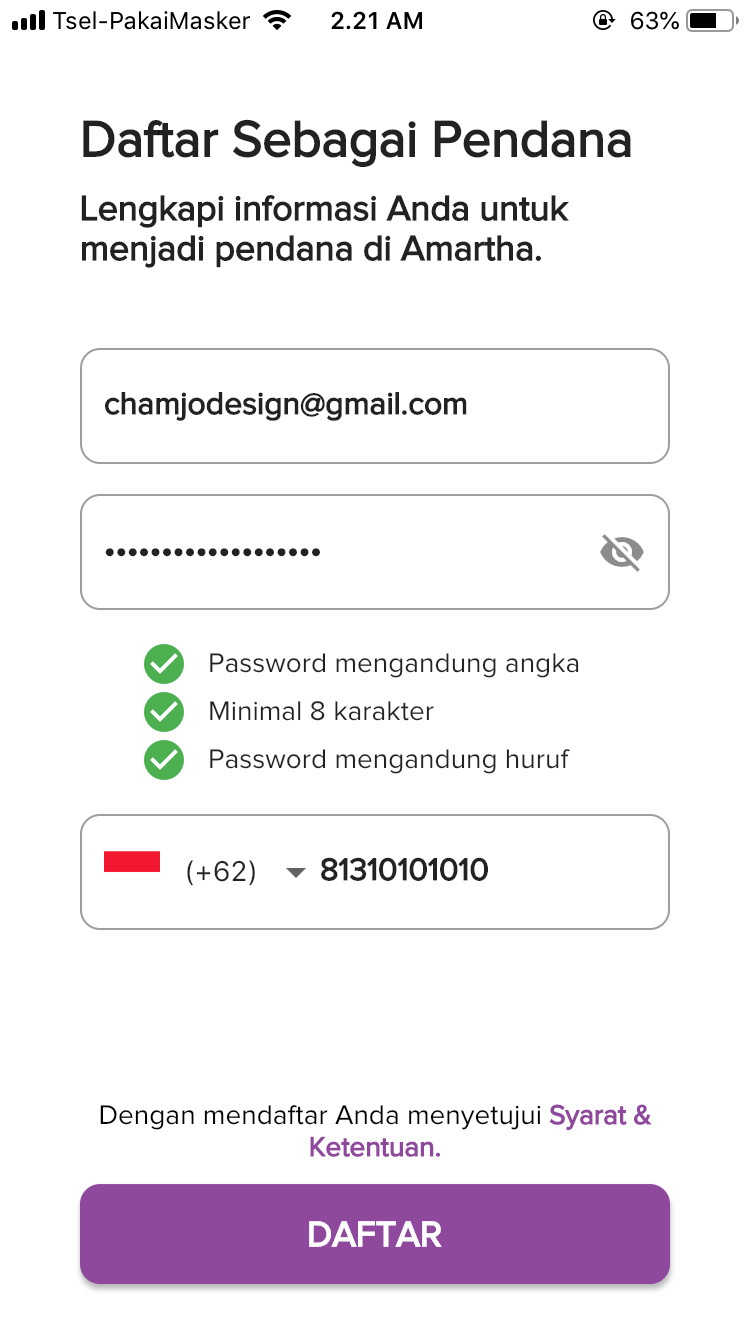 Tsel-PakaiMasker 2.21 AM 63%
Daftar Sebagai Pendana
Lengkapi informasi Anda untuk
menjadi pendana di Amartha.
chamjodesign@gmail.com
•••••••••••••••••••
Password mengandung angka
Minimal 8 karakter
Password mengandung huruf
(+62) 81310101010
Dengan mendaftar Anda menyetujui Syarat &
Ketentuan.
DAFTAR